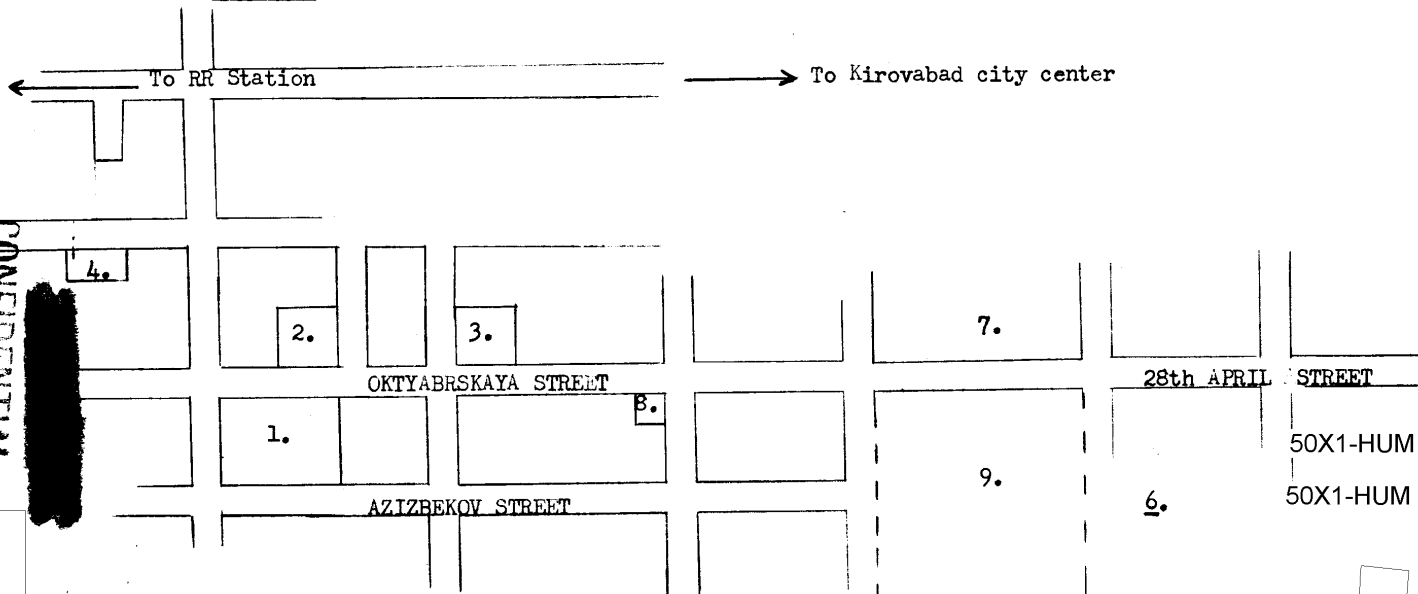 To RR Station
To Kirovabad city center
CONFIDENTIAL
4.
2.
3.
7.
OKTYABRSKAYA STREET
28th APRIL STREET
8.
1.
50X1-HUM
9.
50X1-HUM
AZIZBEKOV STREET
6.